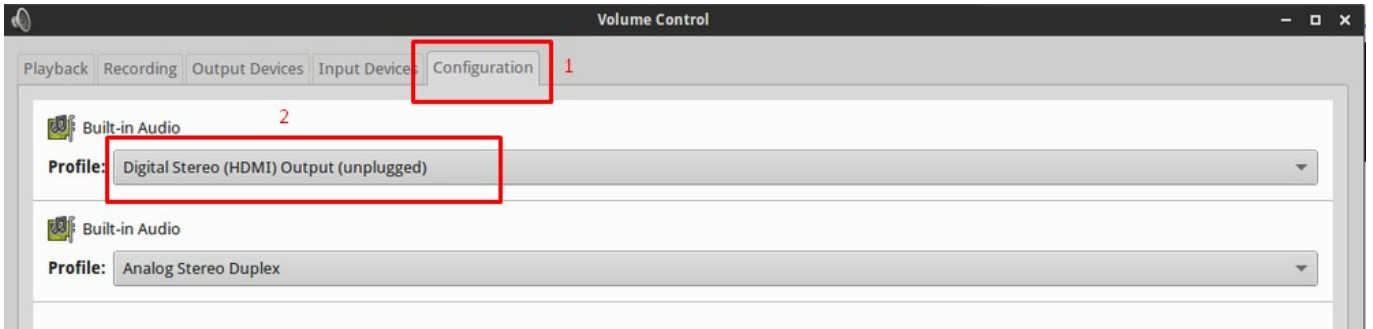 Volume Control
Playback Recording Output Devices Input Devices Configuration 1
2
Built-in Audio
Profile: Digital Stereo (HDMI) Output (unplugged)
Built-in Audio
Profile: Analog Stereo Duplex